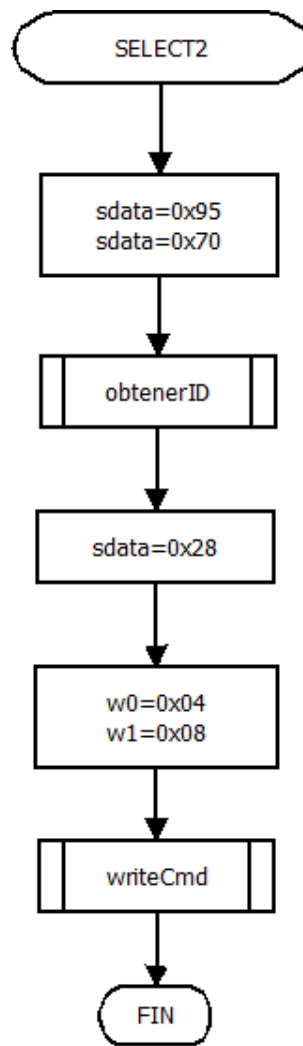 SELECT2
sdata=0x95
sdata=0x70
obtenerID
sdata=0x28
w0=0x04
w1=0x08
writeCmd
FIN